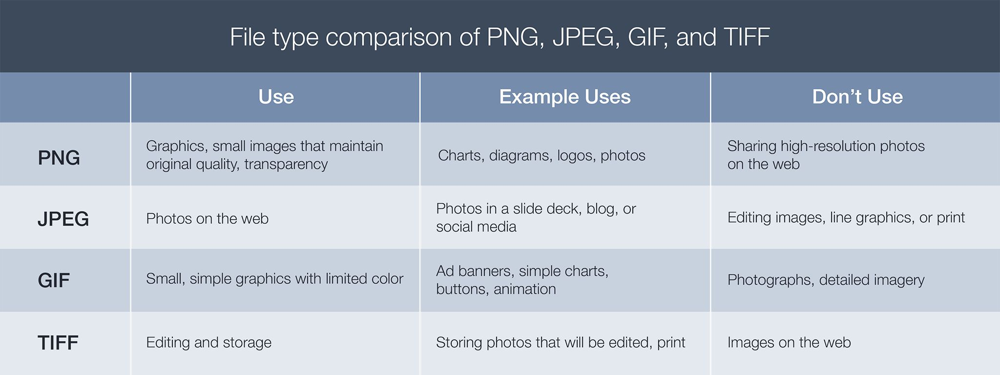 File type comparison of PNG, JPEG, GIF, and TIFF
Use
Example Uses
Don’t Use
PNG
Graphics, small images that maintain
original quality, transparency
Charts, diagrams, logos, photos
Sharing high-resolution photos
on the web
JPEG
Photos on the web
Photos in a slide deck, blog, or
social media
Editing images, line graphics, or print
GIF
Small, simple graphics with limited color
Ad banners, simple charts,
buttons, animation
Photographs, detailed imagery
TIFF
Editing and storage
Storing photos that will be edited, print
Images on the web